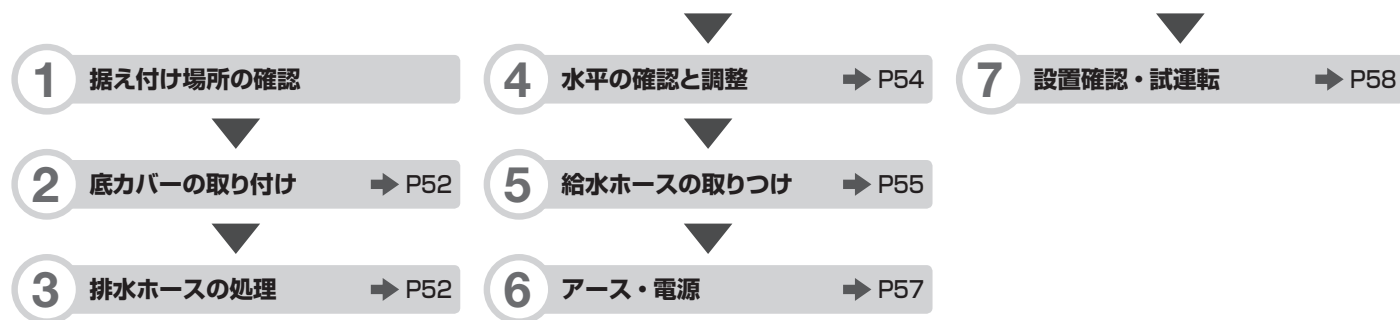 1 据え付け場所の確認
2 底カバーの取り付け ➡ P52
3 排水ホースの処理 ➡ P52
4 水平の確認と調整 ➡ P54
5 給水ホースの取りつけ ➡ P55
6 アース・電源 ➡ P57
7 設置確認・試運転 ➡ P58